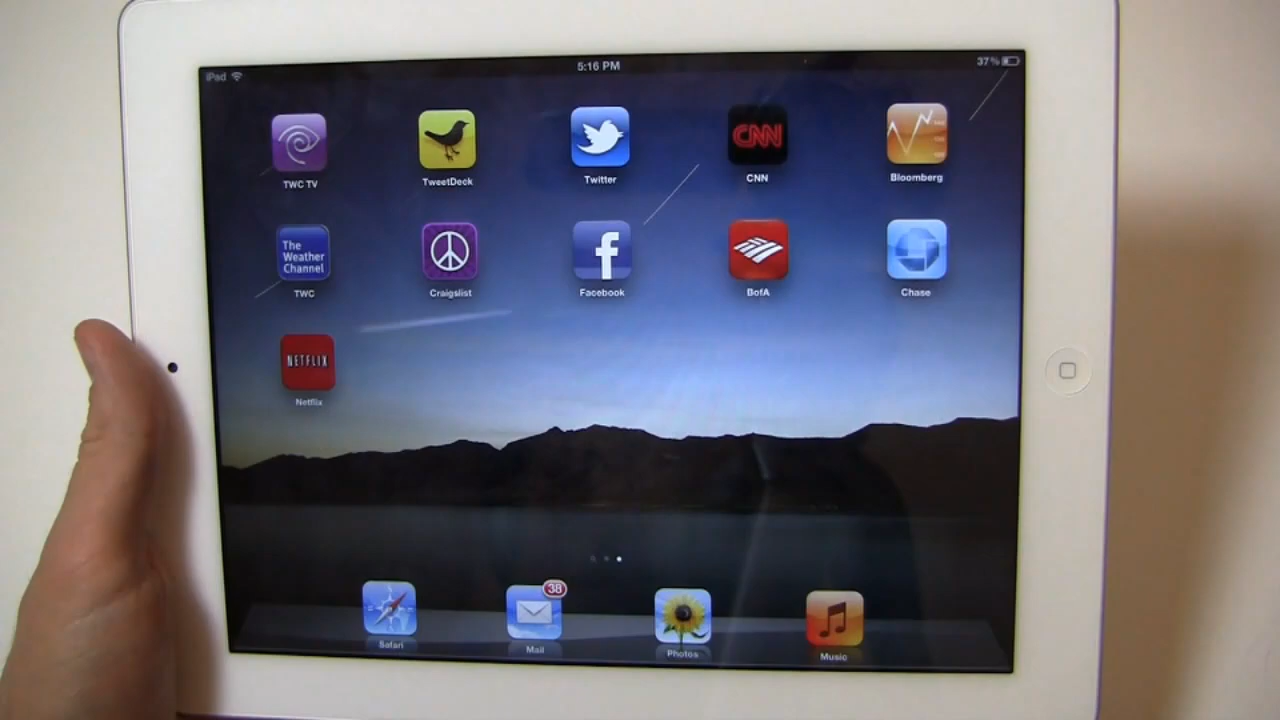 iPad 5:16 PM 37%
TWC TV TweetDeck Twitter CNN CNN Bloomberg
The Weather Channel
TWC Craigslist f Facebook BofA Chase
NETFLIX
Netflix
38
Safari Mail Photos Music